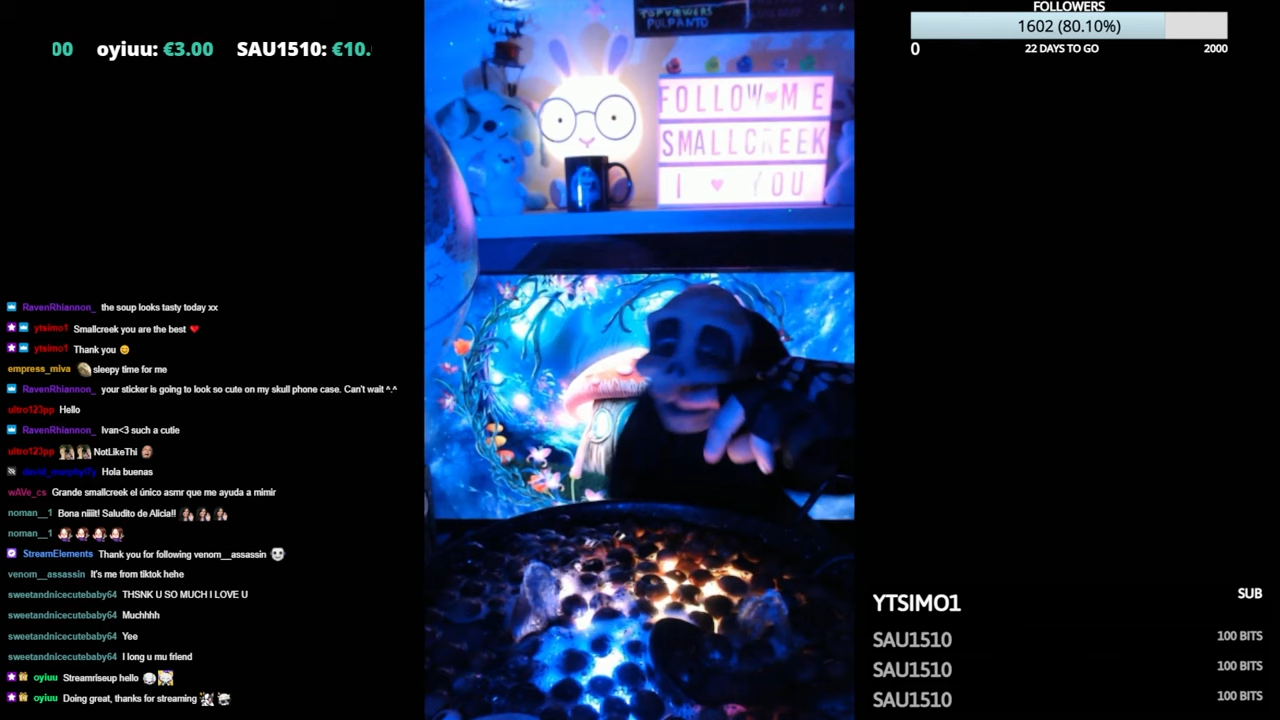 00 oyiuu: €3.00 SAU1510: €10.
TOPVIEWERS
PULPANTO
FOLLOWERS
1602 (80.10%)
0 22 DAYS TO GO 2000
FOLLOW♥ME
SMALLCREEK
I ♥ YOU
RavenRhiannon_ the soup looks tasty today xx
ytsimo1 Smallcreek you are the best ❤
ytsimo1 Thank you 😊
empress_miva sleepy time for me
RavenRhiannon_ your sticker is going to look so cute on my skull phone case. Can't wait ^.^
ultro123pp Hello
RavenRhiannon_ Ivan<3 such a cutie
ultro123pp NotLikeThi
Hola buenas
wAVe_cs Grande smallcreek el único asmr que me ayuda a mimir
noman__1 Bona niiiit! Saludito de Alicia!!
noman__1
StreamElements Thank you for following venom__assassin
venom__assassin It's me from tiktok hehe
sweetandnicecutebaby64 THSNK U SO MUCH I LOVE U
sweetandnicecutebaby64 Muchhhh
sweetandnicecutebaby64 Yee
sweetandnicecutebaby64 I long u mu friend
oyiuu Streamriseup hello
oyiuu Doing great, thanks for streaming
YTSIMO1 SUB
SAU1510 100 BITS
SAU1510 100 BITS
SAU1510 100 BITS